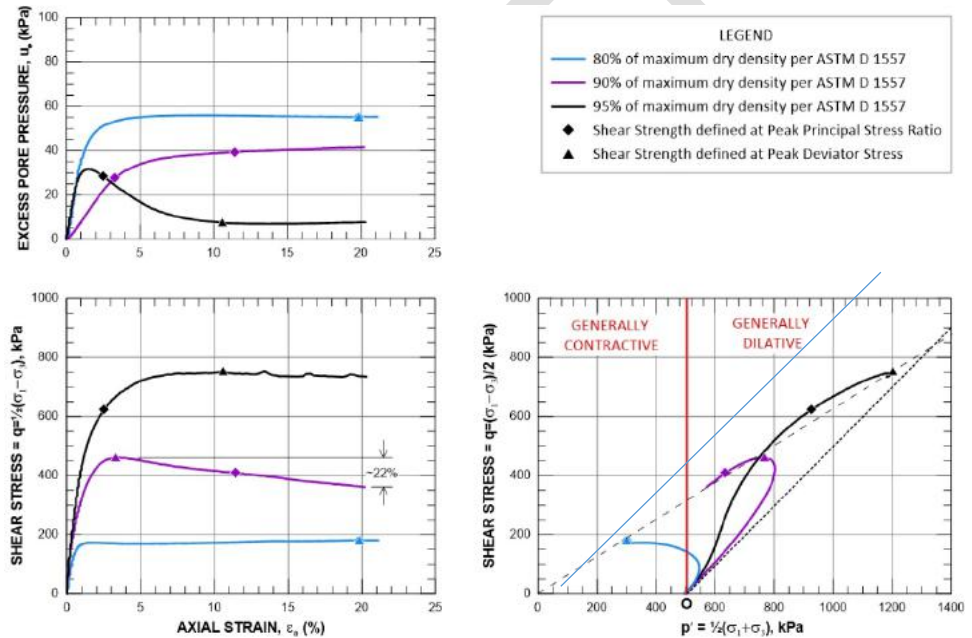 EXCESS PORE PRESSURE, uₑ (kPa)
100
80
60
40
20
0
0
5
10
15
20
25
LEGEND
80% of maximum dry density per ASTM D 1557
90% of maximum dry density per ASTM D 1557
95% of maximum dry density per ASTM D 1557
Shear Strength defined at Peak Principal Stress Ratio
Shear Strength defined at Peak Deviator Stress
SHEAR STRESS = q=½(σ₁−σ₃), kPa
1000
800
600
400
200
0
~22%
0
5
10
15
20
25
AXIAL STRAIN, εₐ (%)
SHEAR STRESS = q=(σ₁−σ₃)/2 (kPa)
1000
800
600
400
200
0
GENERALLY
CONTRACTIVE
GENERALLY
DILATIVE
0
200
400
600
800
1000
1200
1400
O
p' = ½(σ₁+σ₃), kPa